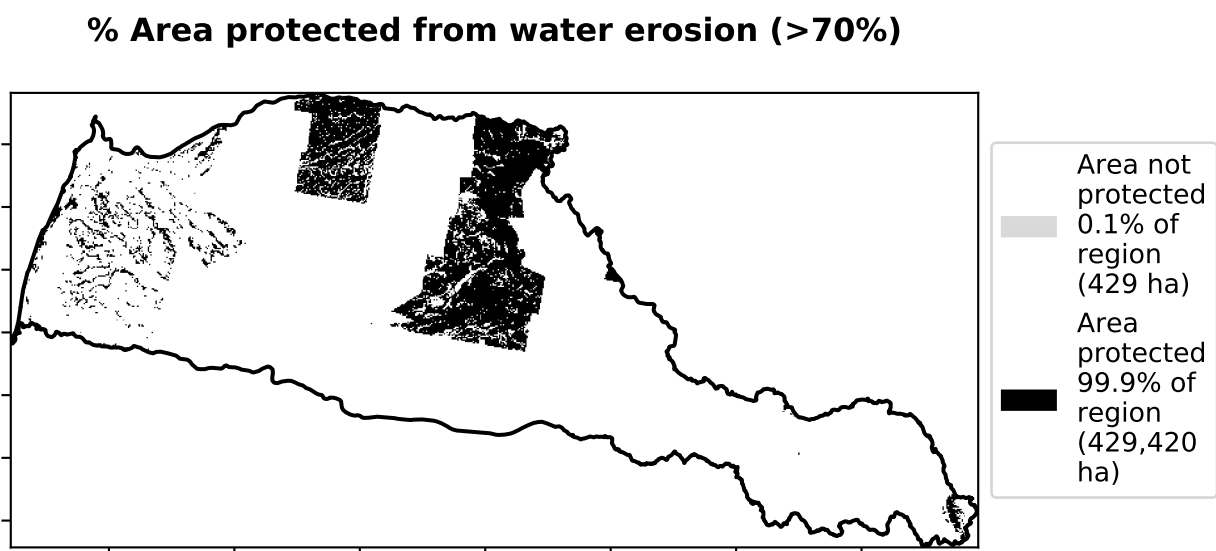 % Area protected from water erosion (>70%)
Area not
protected
0.1% of
region
(429 ha)
Area
protected
99.9% of
region
(429,420
ha)